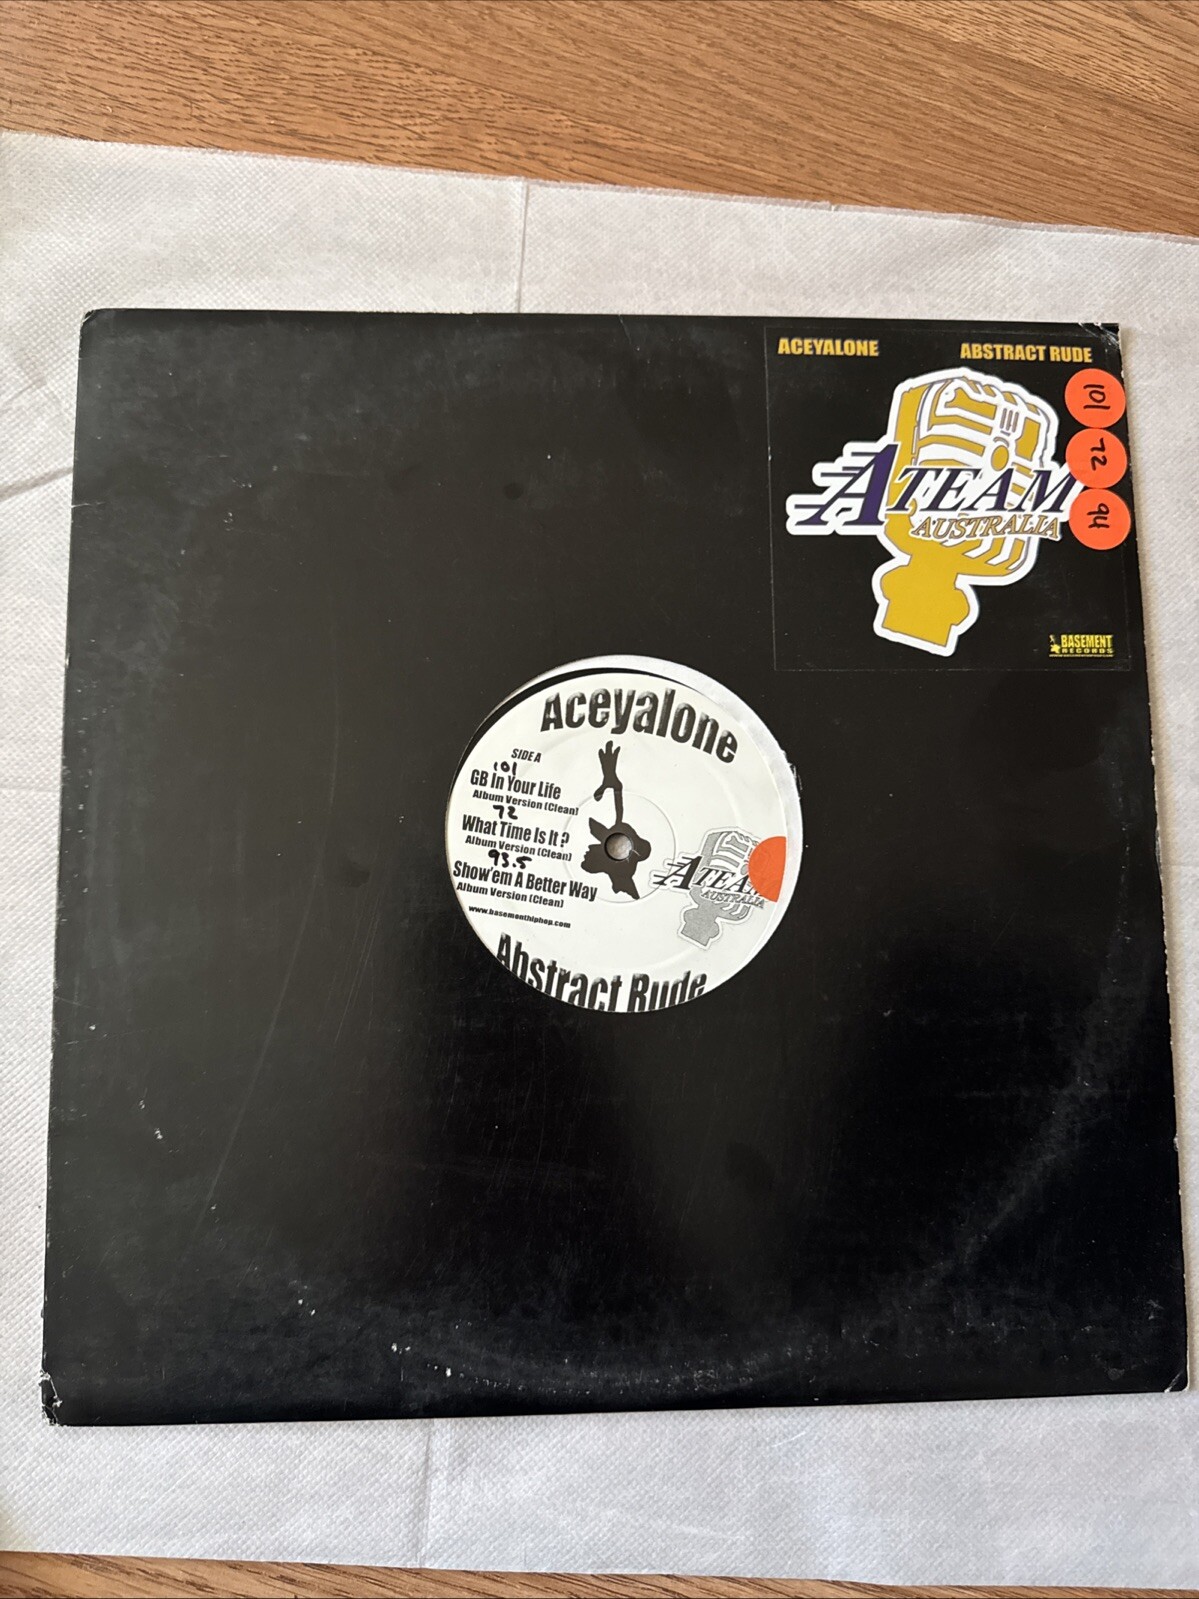 ACEYALONE
ABSTRACT RUDE
101
72
94
A TEAM
AUSTRALIA
BASEMENT
RECORDS
Aceyalone
SIDE A
101
GB In Your Life
Album Version (Clean)
72
What Time Is It ?
Album Version (Clean)
93.5
Show'em A Better Way
Album Version (Clean)
www.basementhiphop.com
A TEAM
AUSTRALIA
Abstract Rude